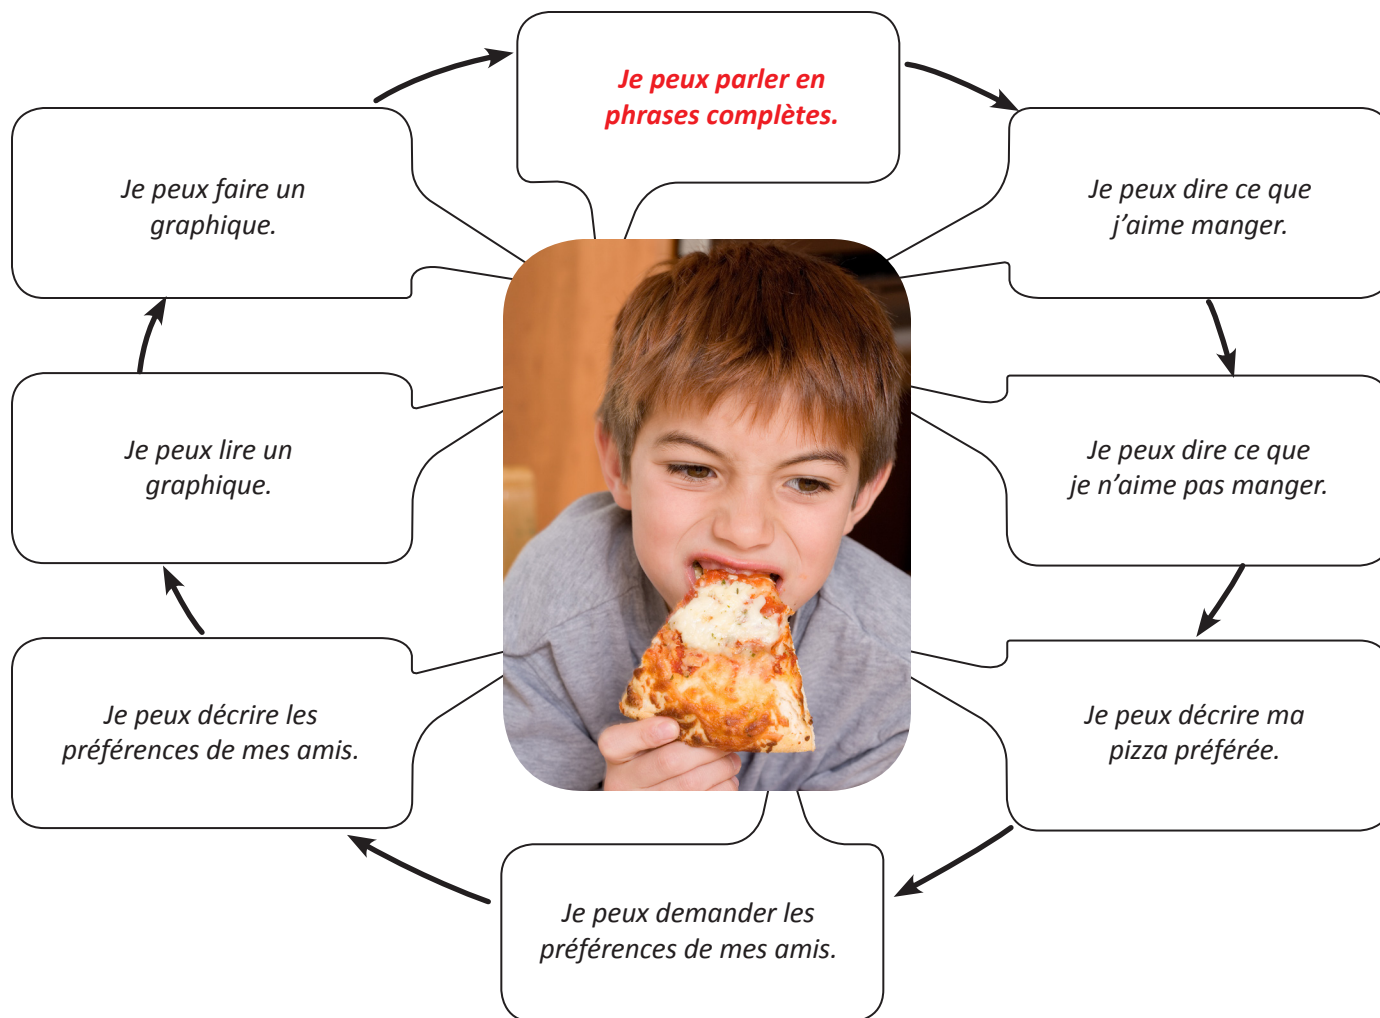 Je peux parler en
phrases complètes.
Je peux dire ce que
j’aime manger.
Je peux dire ce que
je n’aime pas manger.
Je peux décrire ma
pizza préférée.
Je peux demander les
préférences de mes amis.
Je peux décrire les
préférences de mes amis.
Je peux lire un
graphique.
Je peux faire un
graphique.